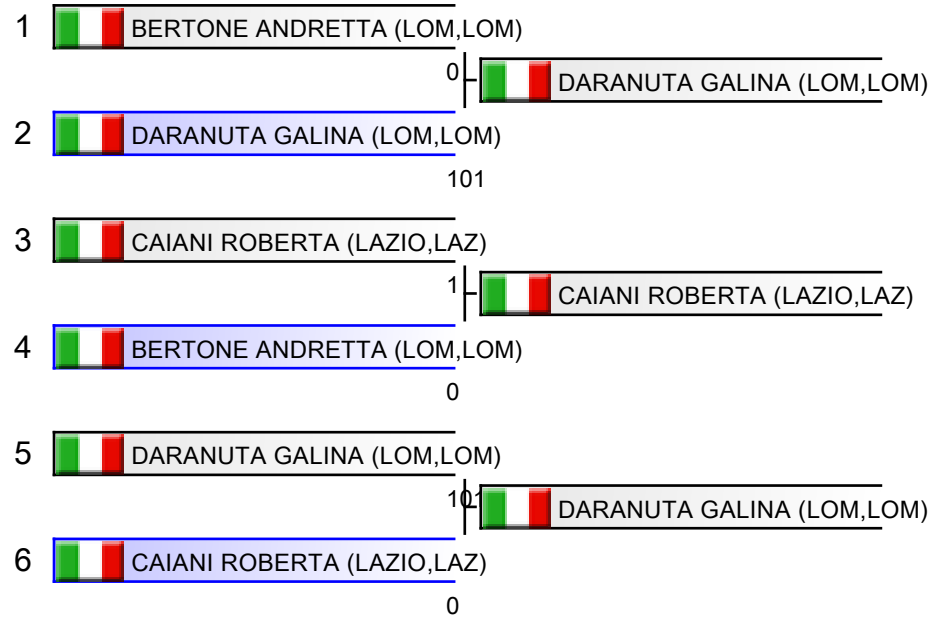 1 BERTONE ANDRETTA (LOM,LOM)
0 DARANUTA GALINA (LOM,LOM)
2 DARANUTA GALINA (LOM,LOM)
101
3 CAIANI ROBERTA (LAZIO,LAZ)
1 CAIANI ROBERTA (LAZIO,LAZ)
4 BERTONE ANDRETTA (LOM,LOM)
0
5 DARANUTA GALINA (LOM,LOM)
101 DARANUTA GALINA (LOM,LOM)
6 CAIANI ROBERTA (LAZIO,LAZ)
0